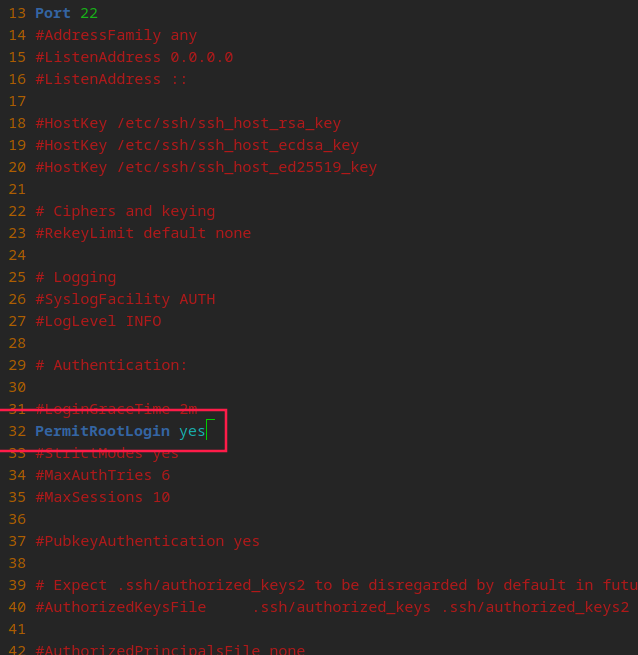 13 Port 22
14 #AddressFamily any
15 #ListenAddress 0.0.0.0
16 #ListenAddress ::
17
18 #HostKey /etc/ssh/ssh_host_rsa_key
19 #HostKey /etc/ssh/ssh_host_ecdsa_key
20 #HostKey /etc/ssh/ssh_host_ed25519_key
21
22 # Ciphers and keying
23 #RekeyLimit default none
24
25 # Logging
26 #SyslogFacility AUTH
27 #LogLevel INFO
28
29 # Authentication:
30
31 #LoginGraceTime 2m
32 PermitRootLogin yes
33 #StrictModes yes
34 #MaxAuthTries 6
35 #MaxSessions 10
36
37 #PubkeyAuthentication yes
38
39 # Expect .ssh/authorized_keys2 to be disregarded by default in futu
40 #AuthorizedKeysFile     .ssh/authorized_keys .ssh/authorized_keys2
41
42 #AuthorizedPrincipalsFile none